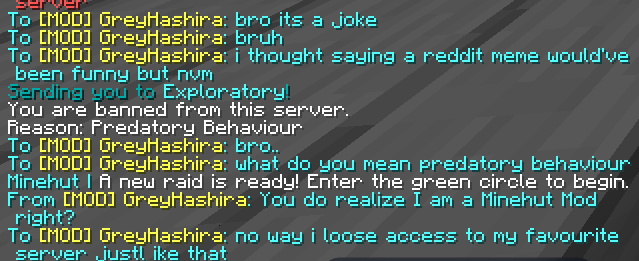 server
To [MOD] GreyHashira: bro its a joke
To [MOD] GreyHashira: bruh
To [MOD] GreyHashira: i thought saying a reddit meme would've
been funny but nvm
Sending you to Exploratory!
You are banned from this server.
Reason: Predatory Behaviour
To [MOD] GreyHashira: bro..
To [MOD] GreyHashira: what do you mean predatory behaviour
Minehut | A new raid is ready! Enter the green circle to begin.
From [MOD] GreyHashira: You do realize I am a Minehut Mod
right?
To [MOD] GreyHashira: no way i loose access to my favourite
server justl ike that